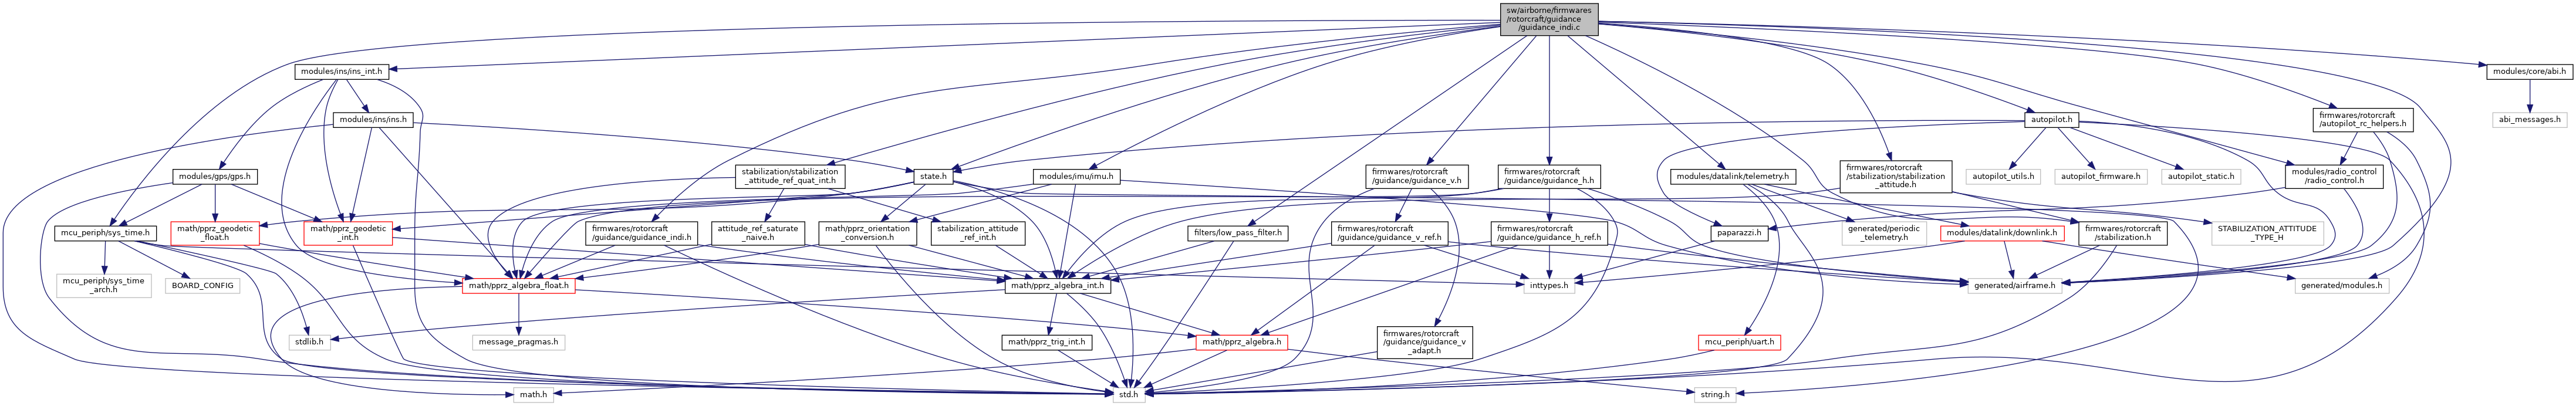 sw/airborne/firmwares
/rotorcraft/guidance
/guidance_indi.c
modules/ins/ins_int.h
modules/core/abi.h
modules/ins/ins.h
autopilot.h
firmwares/rotorcraft
/autopilot_rc_helpers.h
abi_messages.h
modules/gps/gps.h
stabilization/stabilization
_attitude_ref_quat_int.h
state.h
modules/imu/imu.h
firmwares/rotorcraft
/guidance/guidance_v.h
firmwares/rotorcraft
/guidance/guidance_h.h
modules/datalink/telemetry.h
firmwares/rotorcraft
/stabilization/stabilization
_attitude.h
autopilot_utils.h
autopilot_firmware.h
autopilot_static.h
modules/radio_control
/radio_control.h
mcu_periph/sys_time.h
math/pprz_geodetic
_float.h
math/pprz_geodetic
_int.h
firmwares/rotorcraft
/guidance/guidance_indi.h
attitude_ref_saturate
_naive.h
math/pprz_orientation
_conversion.h
stabilization_attitude
_ref_int.h
filters/low_pass_filter.h
firmwares/rotorcraft
/guidance/guidance_v_ref.h
firmwares/rotorcraft
/guidance/guidance_h_ref.h
paparazzi.h
generated/periodic
_telemetry.h
modules/datalink/downlink.h
firmwares/rotorcraft
/stabilization.h
STABILIZATION_ATTITUDE
_TYPE_H
mcu_periph/sys_time
_arch.h
BOARD_CONFIG
math/pprz_algebra_float.h
math/pprz_algebra_int.h
inttypes.h
generated/airframe.h
generated/modules.h
stdlib.h
message_pragmas.h
math/pprz_trig_int.h
math/pprz_algebra.h
firmwares/rotorcraft
/guidance/guidance_v
_adapt.h
mcu_periph/uart.h
math.h
std.h
string.h